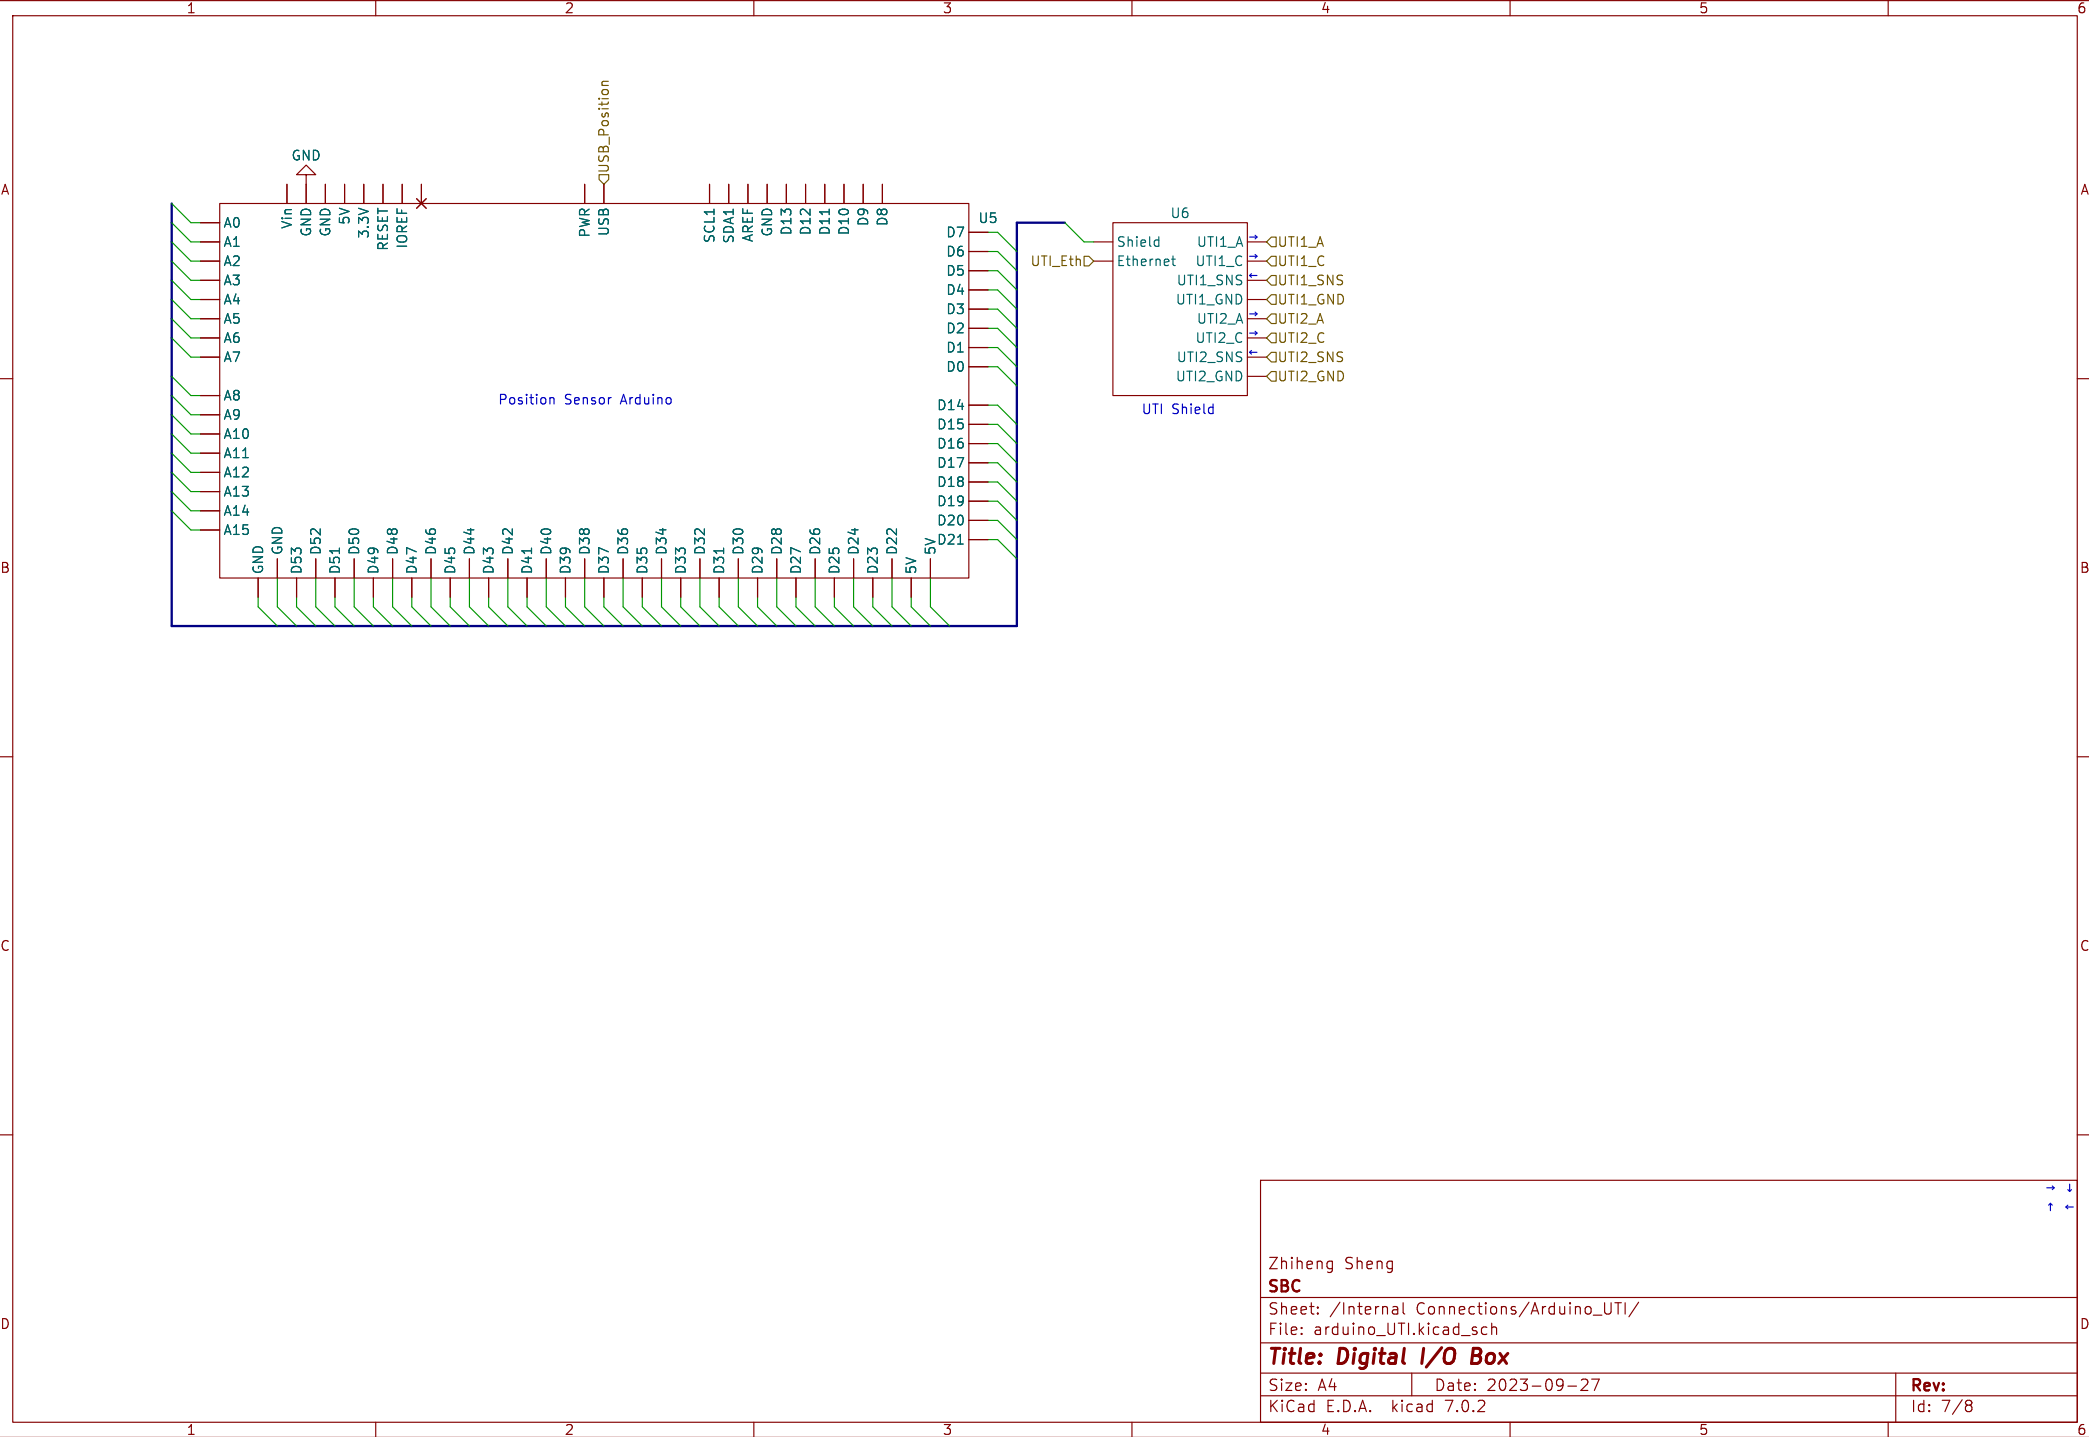 1 2 3 4 5 6
USB_Position
GND
A A
Vin GND GND 5V 3.3V RESET IOREF PWR USB SCL1 SDA1 AREF GND D13 D12 D11 D10 D9 D8
U5
U6
A0
A1
A2
A3
A4
A5
A6
A7
A8
A9
A10
A11
A12
A13
A14
A15
Position Sensor Arduino
D7
D6
D5
D4
D3
D2
D1
D0
D14
D15
D16
D17
D18
D19
D20
D21
GND GND D53 D52 D51 D50 D49 D48 D47 D46 D45 D44 D43 D42 D41 D40 D39 D38 D37 D36 D35 D34 D33 D32 D31 D30 D29 D28 D27 D26 D25 D24 D23 D22 5V 5V
Shield UTI1_A → UTI1_A
UTI_Eth Ethernet UTI1_C → UTI1_C
UTI1_SNS ← UTI1_SNS
UTI1_GND UTI1_GND
UTI2_A → UTI2_A
UTI2_C → UTI2_C
UTI2_SNS ← UTI2_SNS
UTI2_GND UTI2_GND
UTI Shield
B B
C C
→ ↓
↑ ←
Zhiheng Sheng
SBC
Sheet: /Internal Connections/Arduino_UTI/
File: arduino_UTI.kicad_sch
D D
Title: Digital I/O Box
Size: A4 Date: 2023-09-27 Rev:
KiCad E.D.A. kicad 7.0.2 Id: 7/8
1 2 3 4 5 6